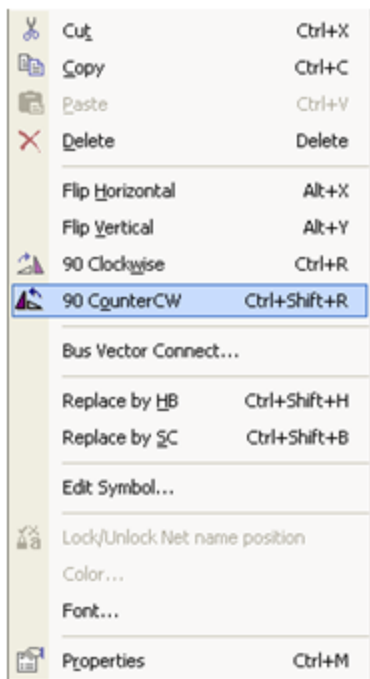 Cut Ctrl+X
Copy Ctrl+C
Paste Ctrl+V
Delete Delete
Flip Horizontal Alt+X
Flip Vertical Alt+Y
90 Clockwise Ctrl+R
90 CounterCW Ctrl+Shift+R
Bus Vector Connect...
Replace by HB Ctrl+Shift+H
Replace by SC Ctrl+Shift+B
Edit Symbol...
Lock/Unlock Net name position
Color...
Font...
Properties Ctrl+M